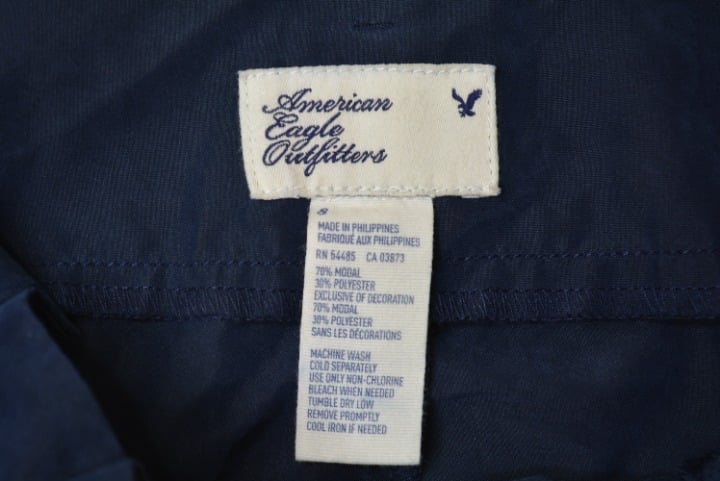 American
Eagle
Outfitters
S
MADE IN PHILIPPINES
FABRIQUÉ AUX PHILIPPINES
RN 54485 CA 03873
70% MODAL
30% POLYESTER
EXCLUSIVE OF DECORATION
70% MODAL
30% POLYESTER
SANS LES DÉCORATIONS
MACHINE WASH
COLD SEPARATELY
USE ONLY NON-CHLORINE
BLEACH WHEN NEEDED
TUMBLE DRY LOW
REMOVE PROMPTLY
COOL IRON IF NEEDED